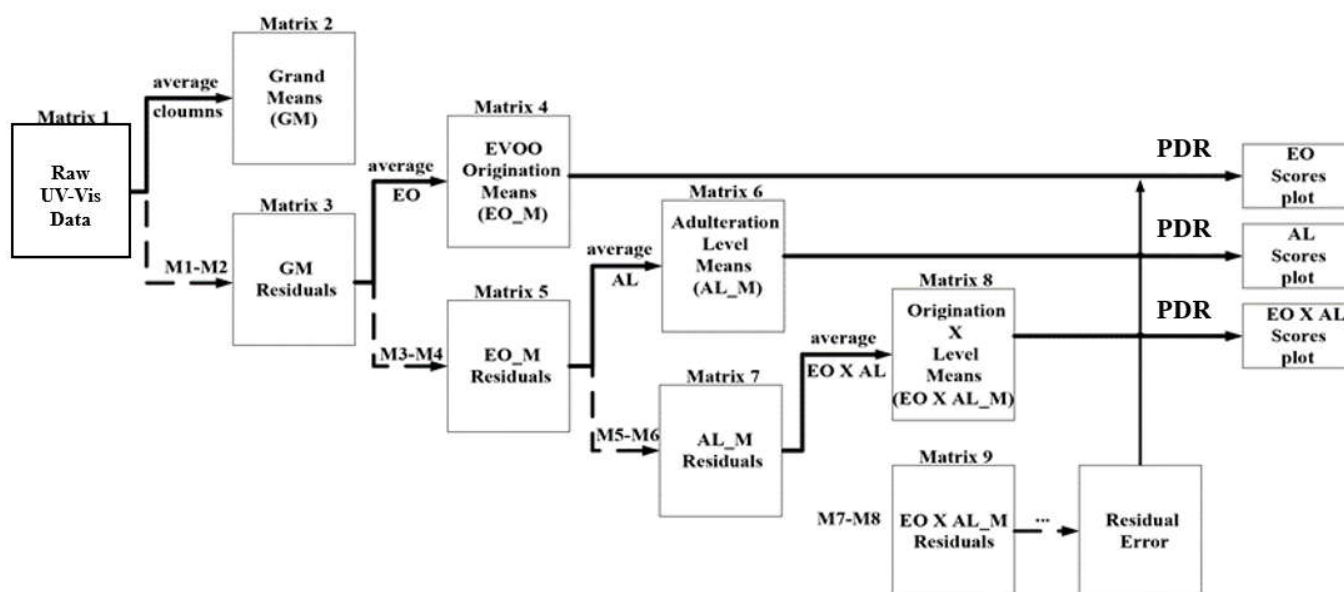 Matrix 1
Raw
UV-Vis
Data
average
cloumns
M1-M2
Matrix 2
Grand
Means
(GM)
Matrix 3
GM
Residuals
average
EO
M3-M4
Matrix 4
EVOO
Origination
Means
(EO_M)
Matrix 5
EO_M
Residuals
average
AL
M5-M6
Matrix 6
Adulteration
Level
Means
(AL_M)
Matrix 7
AL_M
Residuals
average
EO X AL
M7-M8
Matrix 8
Origination
X
Level
Means
(EO X AL_M)
Matrix 9
EO X AL_M
Residuals
...
Residual
Error
PDR
EO
Scores
plot
PDR
AL
Scores
plot
PDR
EO X AL
Scores
plot